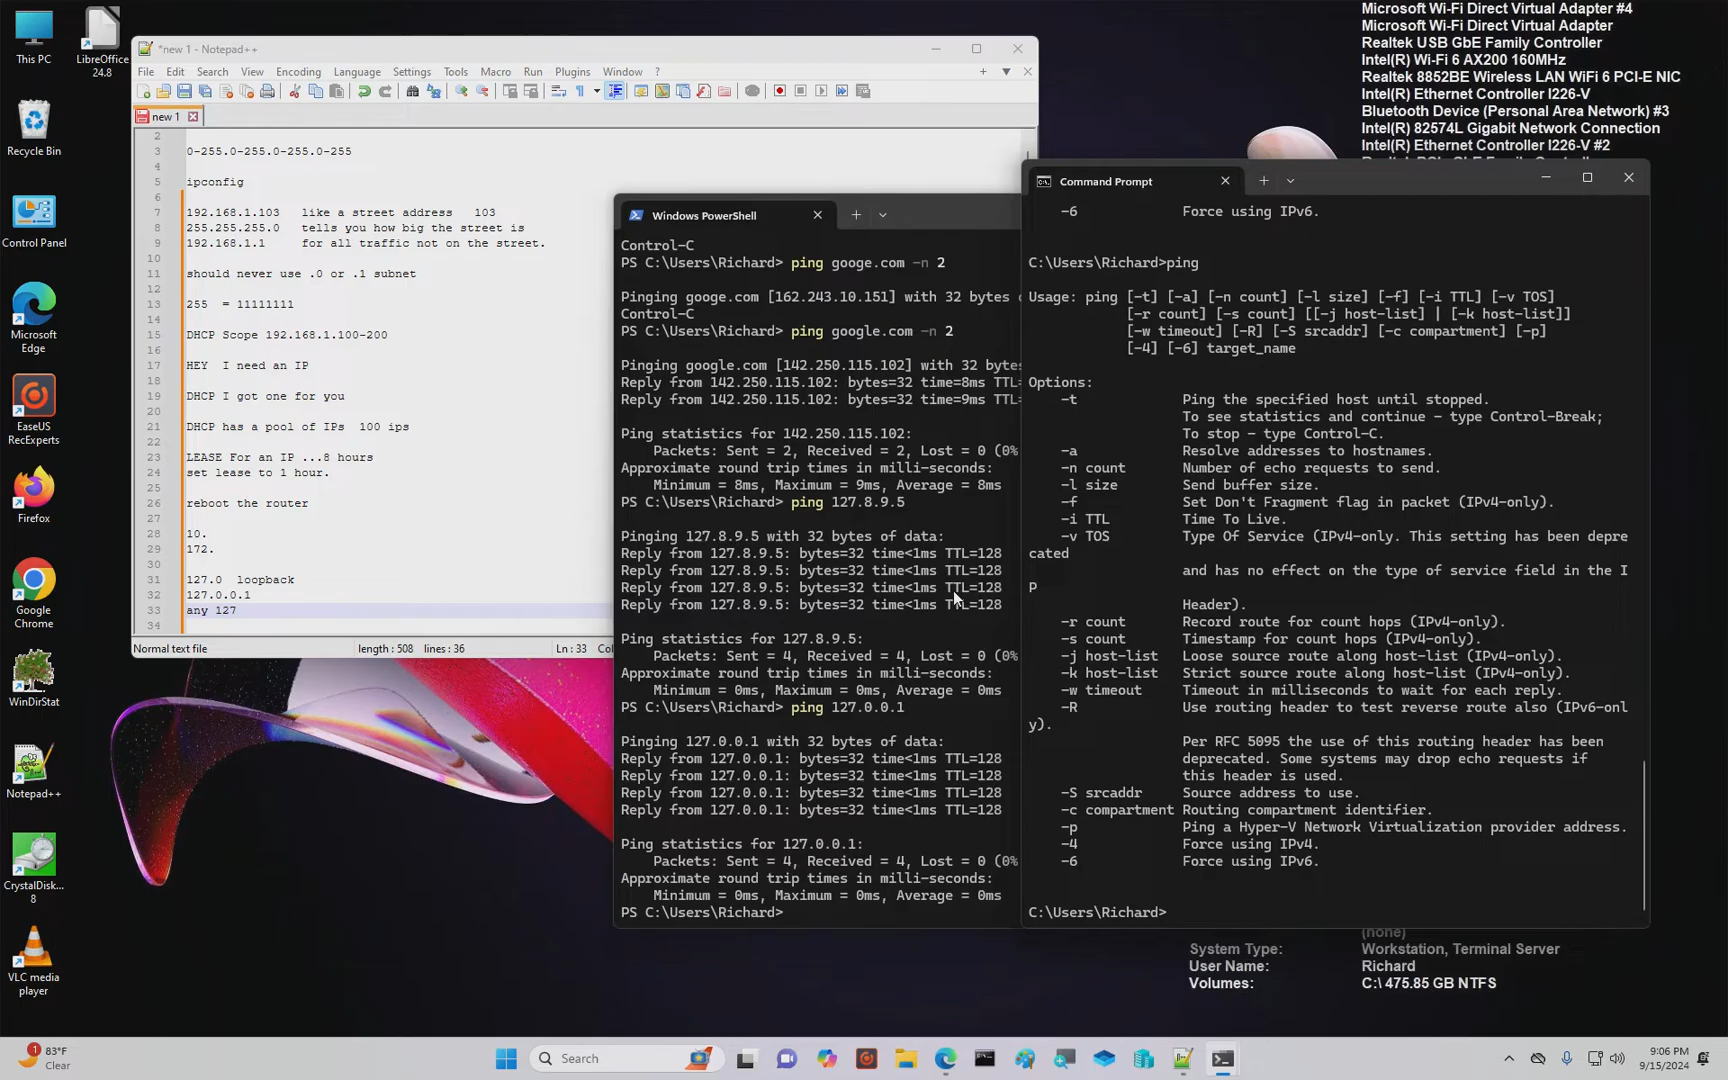 This PC
LibreOffice
24.8
Recycle Bin
Control Panel
Microsoft
Edge
EaseUS
RecExperts
Firefox
Google
Chrome
WinDirStat
Notepad++
CrystalDisk...
8
VLC media
player
*new 1 - Notepad++
File Edit Search View Encoding Language Settings Tools Macro Run Plugins Window ?
new 1
2
3 0-255.0-255.0-255.0-255
4
5 ipconfig
6
7 192.168.1.103 like a street address 103
8 255.255.255.0 tells you how big the street is
9 192.168.1.1 for all traffic not on the street.
10
11 should never use .0 or .1 subnet
12
13 255 = 11111111
14
15 DHCP Scope 192.168.1.100-200
16
17 HEY I need an IP
18
19 DHCP I got one for you
20
21 DHCP has a pool of IPs 100 ips
22
23 LEASE For an IP ...8 hours
24 set lease to 1 hour.
25
26 reboot the router
27
28 10.
29 172.
30
31 127.0 loopback
32 127.0.0.1
33 any 127
34
Normal text file length : 508 lines : 36 Ln : 33 Col
Windows PowerShell
Control-C
PS C:\Users\Richard> ping googe.com -n 2
Pinging googe.com [162.243.10.151] with 32 bytes
Control-C
PS C:\Users\Richard> ping google.com -n 2
Pinging google.com [142.250.115.102] with 32 bytes
Reply from 142.250.115.102: bytes=32 time=8ms TTL=
Reply from 142.250.115.102: bytes=32 time=9ms TTL=
Ping statistics for 142.250.115.102:
Packets: Sent = 2, Received = 2, Lost = 0 (0%
Approximate round trip times in milli-seconds:
Minimum = 8ms, Maximum = 9ms, Average = 8ms
PS C:\Users\Richard> ping 127.8.9.5
Pinging 127.8.9.5 with 32 bytes of data:
Reply from 127.8.9.5: bytes=32 time<1ms TTL=128
Reply from 127.8.9.5: bytes=32 time<1ms TTL=128
Reply from 127.8.9.5: bytes=32 time<1ms TTL=128
Reply from 127.8.9.5: bytes=32 time<1ms TTL=128
Ping statistics for 127.8.9.5:
Packets: Sent = 4, Received = 4, Lost = 0 (0%
Approximate round trip times in milli-seconds:
Minimum = 0ms, Maximum = 0ms, Average = 0ms
PS C:\Users\Richard> ping 127.0.0.1
Pinging 127.0.0.1 with 32 bytes of data:
Reply from 127.0.0.1: bytes=32 time<1ms TTL=128
Reply from 127.0.0.1: bytes=32 time<1ms TTL=128
Reply from 127.0.0.1: bytes=32 time<1ms TTL=128
Reply from 127.0.0.1: bytes=32 time<1ms TTL=128
Ping statistics for 127.0.0.1:
Packets: Sent = 4, Received = 4, Lost = 0 (0%
Approximate round trip times in milli-seconds:
Minimum = 0ms, Maximum = 0ms, Average = 0ms
PS C:\Users\Richard>
Microsoft Wi-Fi Direct Virtual Adapter #4
Microsoft Wi-Fi Direct Virtual Adapter
Realtek USB GbE Family Controller
Intel(R) Wi-Fi 6 AX200 160MHz
Realtek 8852BE Wireless LAN WiFi 6 PCI-E NIC
Intel(R) Ethernet Controller I226-V
Bluetooth Device (Personal Area Network) #3
Intel(R) 82574L Gigabit Network Connection
Intel(R) Ethernet Controller I226-V #2
Command Prompt
-6 Force using IPv6.
C:\Users\Richard>ping
Usage: ping [-t] [-a] [-n count] [-l size] [-f] [-i TTL] [-v TOS]
[-r count] [-s count] [[-j host-list] | [-k host-list]]
[-w timeout] [-R] [-S srcaddr] [-c compartment] [-p]
[-4] [-6] target_name
Options:
-t Ping the specified host until stopped.
To see statistics and continue - type Control-Break;
To stop - type Control-C.
-a Resolve addresses to hostnames.
-n count Number of echo requests to send.
-l size Send buffer size.
-f Set Don't Fragment flag in packet (IPv4-only).
-i TTL Time To Live.
-v TOS Type Of Service (IPv4-only. This setting has been depre
cated
and has no effect on the type of service field in the I
P
Header).
-r count Record route for count hops (IPv4-only).
-s count Timestamp for count hops (IPv4-only).
-j host-list Loose source route along host-list (IPv4-only).
-k host-list Strict source route along host-list (IPv4-only).
-w timeout Timeout in milliseconds to wait for each reply.
-R Use routing header to test reverse route also (IPv6-onl
y).
Per RFC 5095 the use of this routing header has been
deprecated. Some systems may drop echo requests if
this header is used.
-S srcaddr Source address to use.
-c compartment Routing compartment identifier.
-p Ping a Hyper-V Network Virtualization provider address.
-4 Force using IPv4.
-6 Force using IPv6.
C:\Users\Richard>
(none)
System Type: Workstation, Terminal Server
User Name: Richard
Volumes: C:\ 475.85 GB NTFS
1
83°F
Clear
Search
9:06 PM
9/15/2024